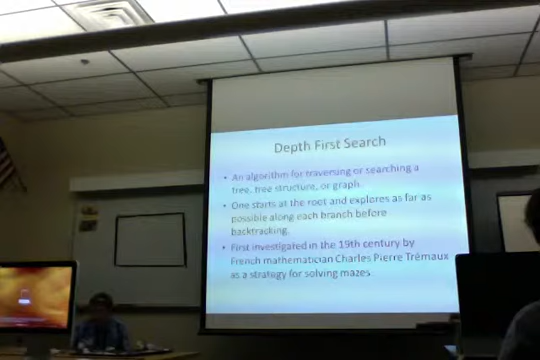 Depth First Search
• An algorithm for traversing or searching a
tree, tree structure, or graph.
• One starts at the root and explores as far as
possible along each branch before
backtracking.
• First investigated in the 19th century by
French mathematician Charles Pierre Trémaux
as a strategy for solving mazes